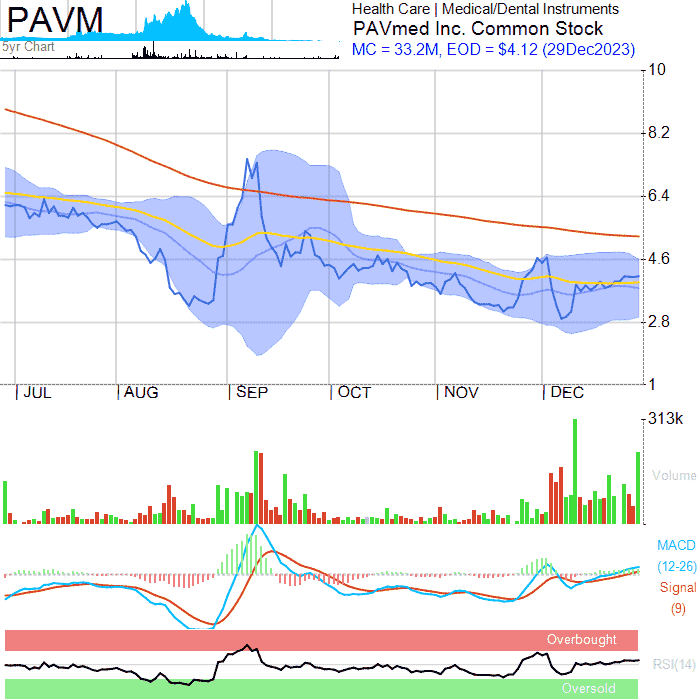 PAVM
5yr Chart
Health Care | Medical/Dental Instruments
PAVmed Inc. Common Stock
MC = 33.2M, EOD = $4.12 (29Dec2023)
10
8.2
6.4
4.6
2.8
1
JUL AUG SEP OCT NOV DEC
313k
Volume
MACD
(12-26)
Signal
(9)
Overbought
RSI(14)
Oversold